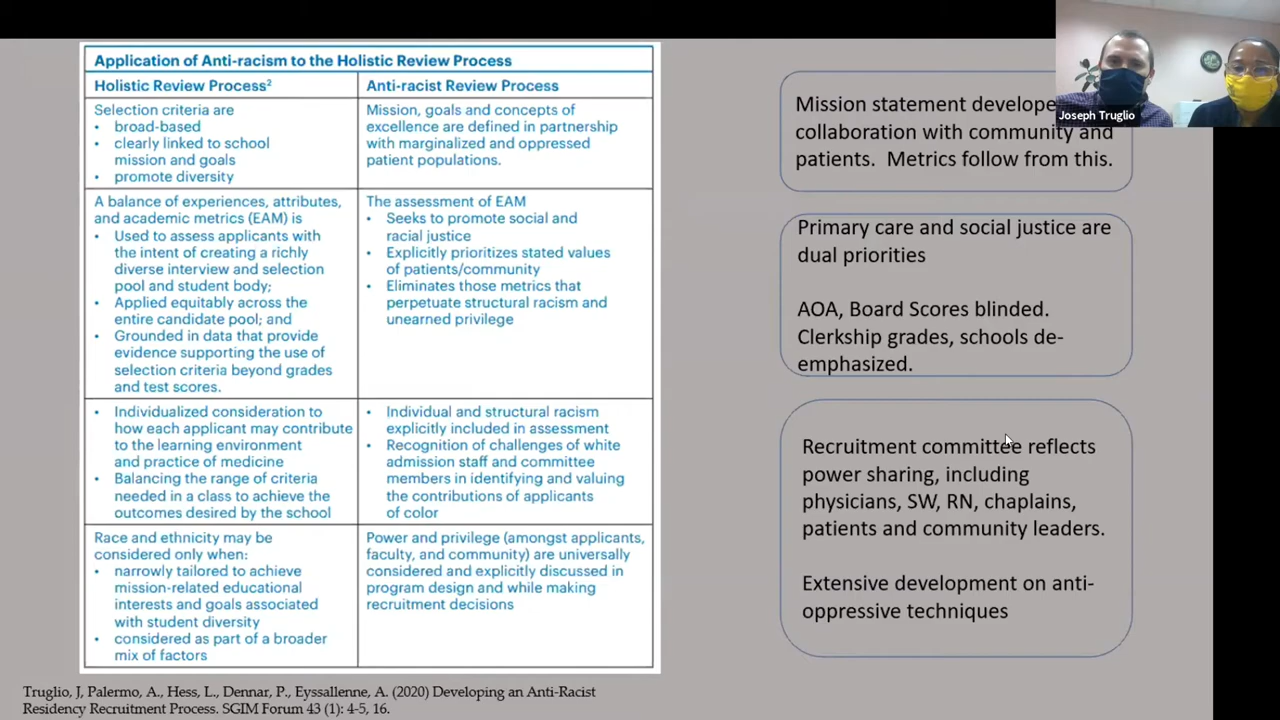 Application of Anti-racism to the Holistic Review Process
Holistic Review Process²
Anti-racist Review Process
Selection criteria are
• broad-based
• clearly linked to school
mission and goals
• promote diversity
Mission, goals and concepts of
excellence are defined in partnership
with marginalized and oppressed
patient populations.
A balance of experiences, attributes,
and academic metrics (EAM) is
• Used to assess applicants with
the intent of creating a richly
diverse interview and selection
pool and student body;
• Applied equitably across the
entire candidate pool; and
• Grounded in data that provide
evidence supporting the use of
selection criteria beyond grades
and test scores.
The assessment of EAM
• Seeks to promote social and
racial justice
• Explicitly prioritizes stated values
of patients/community
• Eliminates those metrics that
perpetuate structural racism and
unearned privilege
• Individualized consideration to
how each applicant may contribute
to the learning environment
and practice of medicine
• Balancing the range of criteria
needed in a class to achieve the
outcomes desired by the school
• Individual and structural racism
explicitly included in assessment
• Recognition of challenges of white
admission staff and committee
members in identifying and valuing
the contributions of applicants
of color
Race and ethnicity may be
considered only when:
• narrowly tailored to achieve
mission-related educational
interests and goals associated
with student diversity
• considered as part of a broader
mix of factors
Power and privilege (amongst applicants,
faculty, and community) are universally
considered and explicitly discussed in
program design and while making
recruitment decisions
Mission statement develope
collaboration with community and
patients. Metrics follow from this.
Primary care and social justice are
dual priorities
AOA, Board Scores blinded.
Clerkship grades, schools de-
emphasized.
Recruitment committee reflects
power sharing, including
physicians, SW, RN, chaplains,
patients and community leaders.
Extensive development on anti-
oppressive techniques
Joseph Truglio
Truglio, J, Palermo, A., Hess, L., Dennar, P., Eyssallenne, A. (2020) Developing an Anti-Racist
Residency Recruitment Process. SGIM Forum 43 (1): 4-5, 16.